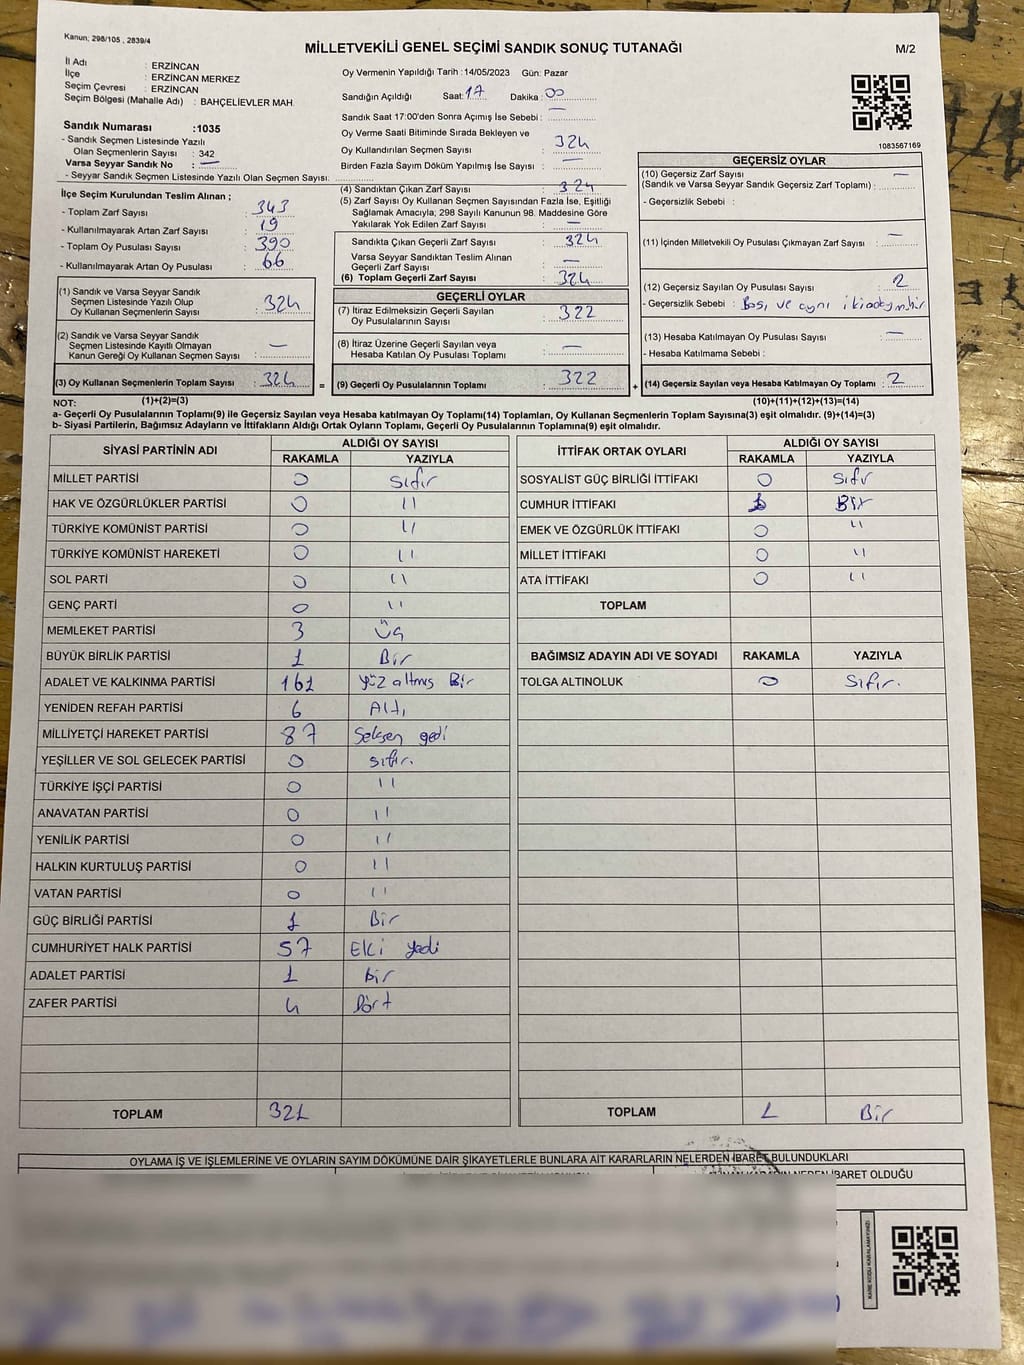 Kanun; 298/105 , 2839/4
MİLLETVEKİLİ GENEL SEÇİMİ SANDIK SONUÇ TUTANAĞI
M/2
İl Adı : ERZİNCAN
İlçe : ERZİNCAN MERKEZ
Seçim Çevresi : ERZİNCAN
Seçim Bölgesi (Mahalle Adı) : BAHÇELİEVLER MAH.
Sandık Numarası :1035
- Sandık Seçmen Listesinde Yazılı
Olan Seçmenlerin Sayısı : 342
Varsa Seyyar Sandık No : —
- Seyyar Sandık Seçmen Listesinde Yazılı Olan Seçmen Sayısı:
Oy Vermenin Yapıldığı Tarih :14/05/2023 Gün: Pazar
Sandığın Açıldığı Saat: 17 Dakika : 00
Sandık Saat 17:00'den Sonra Açımış İse Sebebi : —
Oy Verme Saati Bitiminde Sırada Bekleyen ve
Oy Kullandırılan Seçmen Sayısı : 324
Birden Fazla Sayım Döküm Yapılmış İse Sayısı : —
1083567169
İlçe Seçim Kurulundan Teslim Alınan ;
- Toplam Zarf Sayısı : 343
- Kullanılmayarak Artan Zarf Sayısı : 19
- Toplam Oy Pusulası Sayısı : 390
- Kullanılmayarak Artan Oy Pusulası : 66
(1) Sandık ve Varsa Seyyar Sandık
Seçmen Listesinde Yazılı Olup
Oy Kullanan Seçmenlerin Sayısı : 324
(2) Sandık ve Varsa Seyyar Sandık
Seçmen Listesinde Kayıtlı Olmayan
Kanun Gereği Oy Kullanan Seçmen Sayısı : —
(3) Oy Kullanan Seçmenlerin Toplam Sayısı : 324 =
(4) Sandıktan Çıkan Zarf Sayısı : 324
(5) Zarf Sayısı Oy Kullanan Seçmen Sayısından Fazla İse, Eşitliği
Sağlamak Amacıyla; 298 Sayılı Kanunun 98. Maddesine Göre
Yakılarak Yok Edilen Zarf Sayısı : —
Sandıkta Çıkan Geçerli Zarf Sayısı : 324
Varsa Seyyar Sandıktan Teslim Alınan
Geçerli Zarf Sayısı : —
(6) Toplam Geçerli Zarf Sayısı : 324
GEÇERLİ OYLAR
(7) İtiraz Edilmeksizin Geçerli Sayılan
Oy Pusulalarının Sayısı : 322
(8) İtiraz Üzerine Geçerli Sayılan veya
Hesaba Katılan Oy Pusulası Toplamı : —
(9) Geçerli Oy Pusulalarının Toplamı : 322 +
GEÇERSİZ OYLAR
(10) Geçersiz Zarf Sayısı : —
(Sandık ve Varsa Seyyar Sandık Geçersiz Zarf Toplamı) :
- Geçersizlik Sebebi :
(11) İçinden Milletvekili Oy Pusulası Çıkmayan Zarf Sayısı : —
(12) Geçersiz Sayılan Oy Pusulası Sayısı : 2
- Geçersizlik Sebebi : Boş, ve aynı
(13) Hesaba Katılmayan Oy Pusulası Sayısı : —
- Hesaba Katılmama Sebebi :
(14) Geçersiz Sayılan veya Hesaba Katılmayan Oy Toplamı : 2
NOT: (1)+(2)=(3) (10)+(11)+(12)+(13)=(14)
a- Geçerli Oy Pusulalarının Toplamı(9) ile Geçersiz Sayılan veya Hesaba katılmayan Oy Toplamı(14) Toplamları, Oy Kullanan Seçmenlerin Toplam Sayısına(3) eşit olmalıdır. (9)+(14)=(3)
b- Siyasi Partilerin, Bağımsız Adayların ve İttifakların Aldığı Ortak Oyların Toplamı, Geçerli Oy Pusulalarının Toplamına(9) eşit olmalıdır.
SİYASİ PARTİNİN ADI ALDIĞI OY SAYISI
RAKAMLA YAZIYLA
MİLLET PARTİSİ 0 Sıfır
HAK VE ÖZGÜRLÜKLER PARTİSİ 0 "
TÜRKİYE KOMÜNİST PARTİSİ 0 "
TÜRKİYE KOMÜNİST HAREKETİ 0 "
SOL PARTİ 0 "
GENÇ PARTİ 0 "
MEMLEKET PARTİSİ 3 Üç
BÜYÜK BİRLİK PARTİSİ 1 Bir
ADALET VE KALKINMA PARTİSİ 161 Yüz altmış Bir
YENİDEN REFAH PARTİSİ 6 Altı
MİLLİYETÇİ HAREKET PARTİSİ 87 Seksen yedi
YEŞİLLER VE SOL GELECEK PARTİSİ 0 sıfır.
TÜRKİYE İŞÇİ PARTİSİ 0 "
ANAVATAN PARTİSİ 0 "
YENİLİK PARTİSİ 0 "
HALKIN KURTULUŞ PARTİSİ 0 "
VATAN PARTİSİ 0 "
GÜÇ BİRLİĞİ PARTİSİ 1 Bir
CUMHURİYET HALK PARTİSİ 57 Elki yedi
ADALET PARTİSİ 1 bir
ZAFER PARTİSİ 4 Dört
TOPLAM 321
İTTİFAK ORTAK OYLARI ALDIĞI OY SAYISI
RAKAMLA YAZIYLA
SOSYALİST GÜÇ BİRLİĞİ İTTİFAKI 0 Sıfır
CUMHUR İTTİFAKI 1 Bir
EMEK VE ÖZGÜRLÜK İTTİFAKI 0 "
MİLLET İTTİFAKI 0 "
ATA İTTİFAKI 0 "
TOPLAM
BAĞIMSIZ ADAYIN ADI VE SOYADI RAKAMLA YAZIYLA
TOLGA ALTINOLUK 0 Sıfır.
TOPLAM 1 Bir
OYLAMA İŞ VE İŞLEMLERİNE VE OYLARIN SAYIM DÖKÜMÜNE DAİR ŞİKAYETLERLE BUNLARA AİT KARARLARIN NELERDEN İBARET BULUNDUKLARI
NEDEN İBARET OLDUĞU
KARE KODU KARALAMAYINIZ!